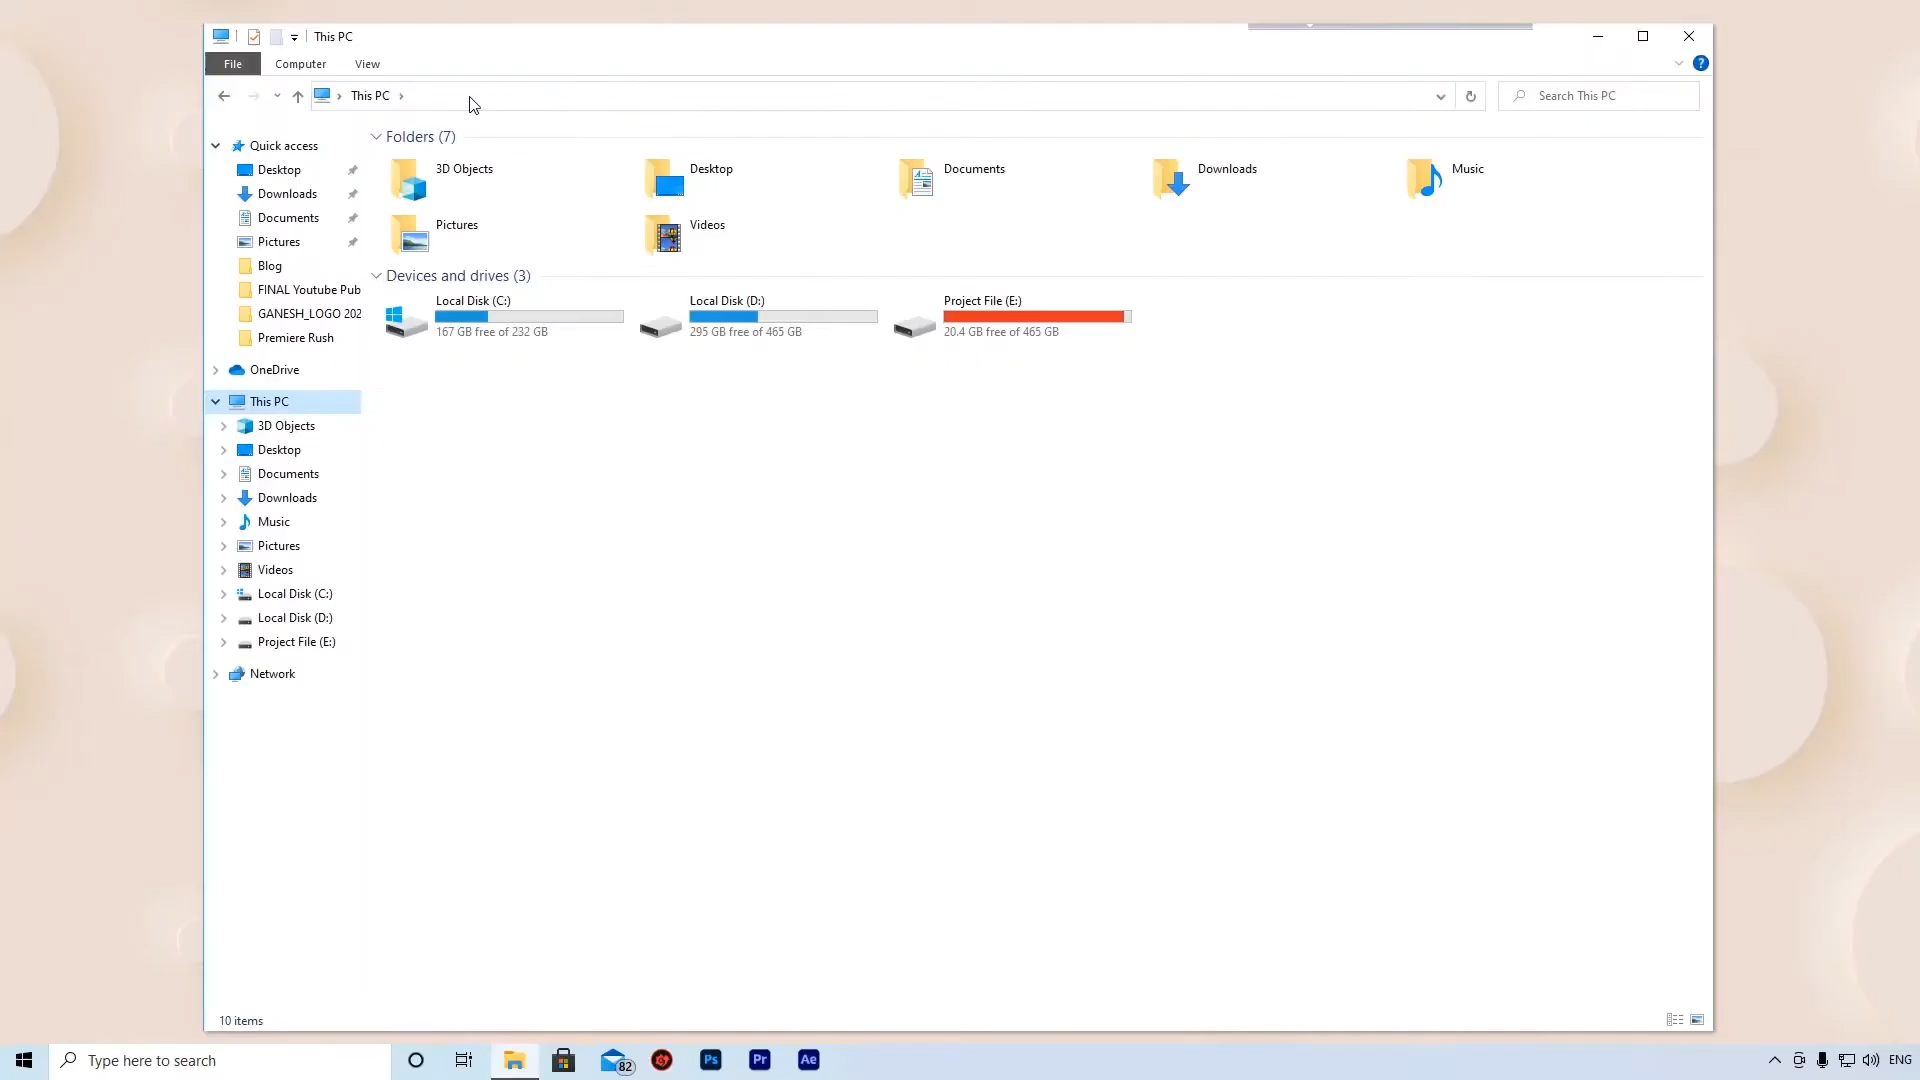 This PC
File Computer View
?
This PC
Search This PC
Quick access
Desktop
Downloads
Documents
Pictures
Blog
FINAL Youtube Pub
GANESH_LOGO 202
Premiere Rush
OneDrive
This PC
3D Objects
Desktop
Documents
Downloads
Music
Pictures
Videos
Local Disk (C:)
Local Disk (D:)
Project File (E:)
Network
Folders (7)
3D Objects Desktop Documents Downloads Music
Pictures Videos
Devices and drives (3)
Local Disk (C:) Local Disk (D:) Project File (E:)
167 GB free of 232 GB 295 GB free of 465 GB 20.4 GB free of 465 GB
10 items
Type here to search
82
Ps
Pr
Ae
ENG